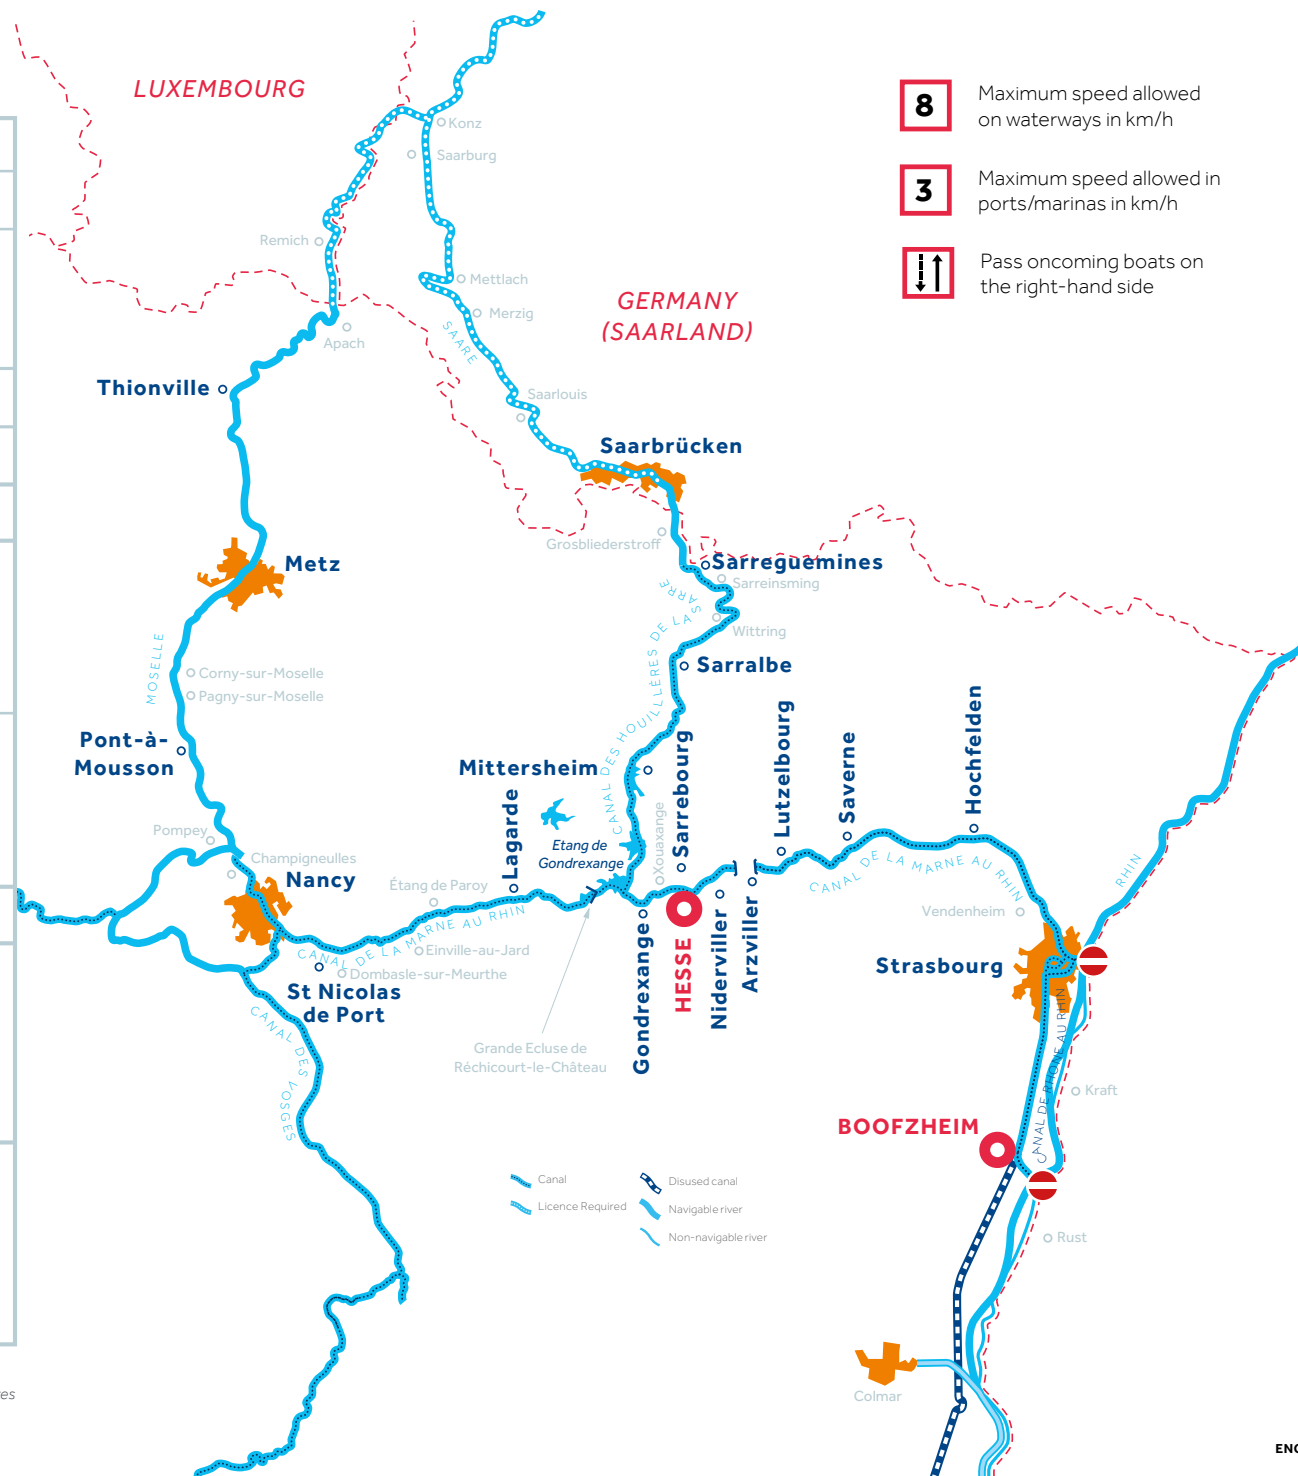 LUXEMBOURG
8
Maximum speed allowed
on waterways in km/h
Konz
Saarburg
3
Maximum speed allowed in
ports/marinas in km/h
Remich
Pass oncoming boats on
the right-hand side
Mettlach
GERMANY
(SAARLAND)
Merzig
SAARE
Apach
Thionville
Saarlouis
Saarbrücken
Grosbliederstroff
Metz
Sarreguemines
Sarreinsming
Wittring
CANAL DES HOUILLÈRES DE LA SARRE
MOSELLE
Corny-sur-Moselle
Pagny-sur-Moselle
Sarralbe
Pont-à-
Mousson
Mittersheim
Lagarde
Etang de
Gondrexange
Xouaxange
Sarrebourg
Lutzelbourg
Saverne
Hochfelden
CANAL DE LA MARNE AU RHIN
RHIN
Pompey
Champigneulles
Nancy
Étang de Paroy
CANAL DE LA MARNE AU RHIN
Einville-au-Jard
Dombasle-sur-Meurthe
St Nicolas
de Port
Vendenheim
Strasbourg
Gondrexange
HESSE
Niderviller
Arzviller
CANAL DES VOSGES
Grande Ecluse de
Réchicourt-le-Château
CANAL DE RHONE AU RHIN
Kraft
BOOFZHEIM
Canal
Licence Required
Disused canal
Navigable river
Non-navigable river
Rust
Colmar